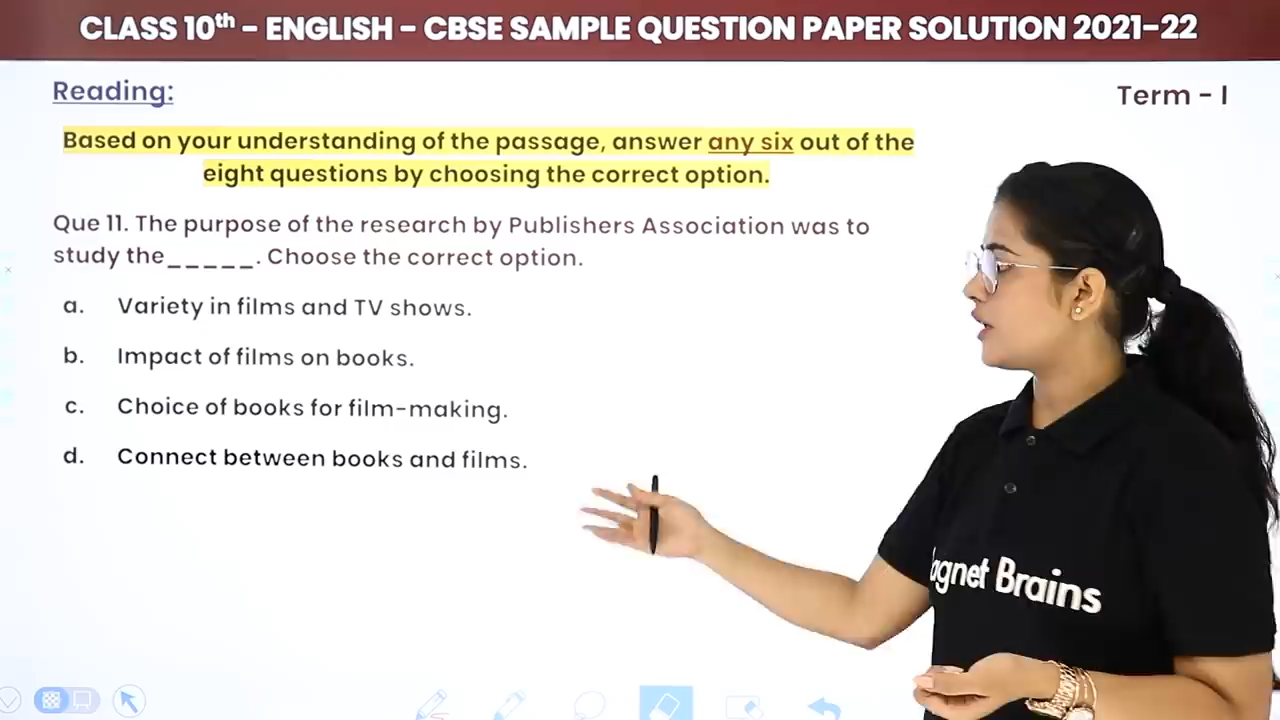 CLASS 10th – ENGLISH – CBSE SAMPLE QUESTION PAPER SOLUTION 2021–22
Reading:
Term – I
Based on your understanding of the passage, answer any six out of the
eight questions by choosing the correct option.
Que 11. The purpose of the research by Publishers Association was to
study the_____. Choose the correct option.
a. Variety in films and TV shows.
b. Impact of films on books.
c. Choice of books for film-making.
d. Connect between books and films.
agnet Brains